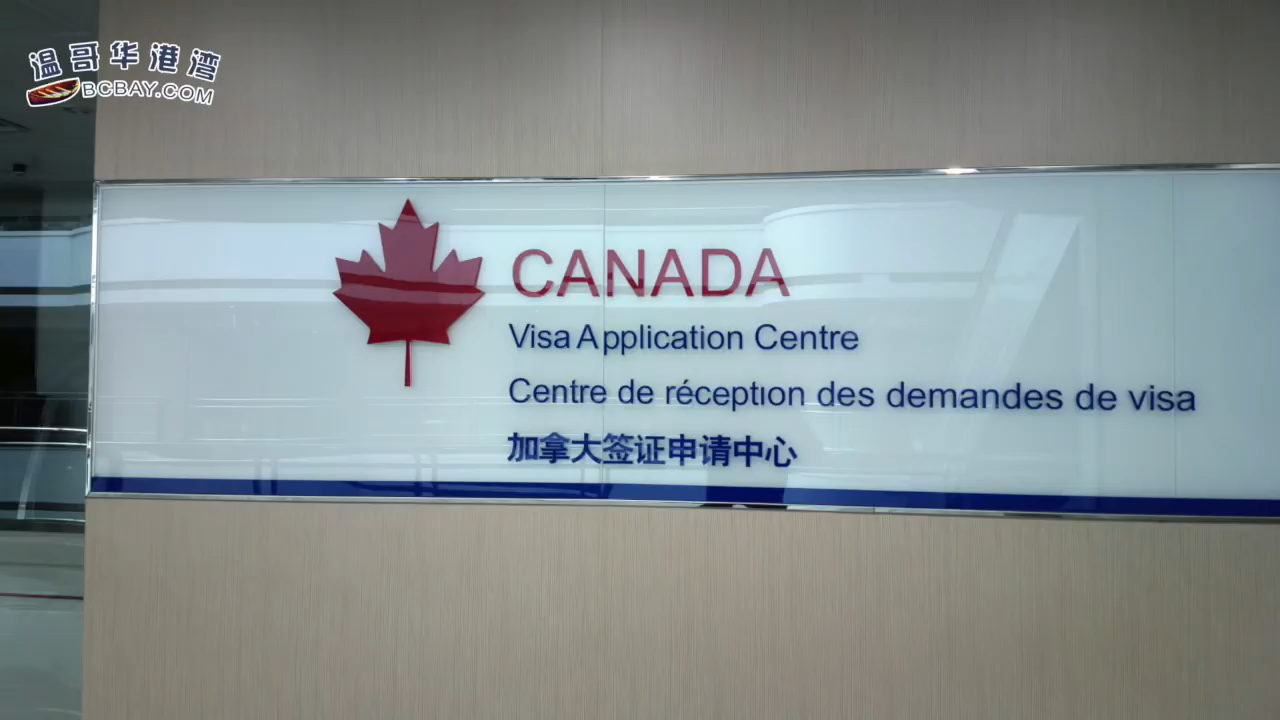 温哥华港湾
BCBAY.COM
CANADA
Visa Application Centre
Centre de réception des demandes de visa
加拿大签证申请中心